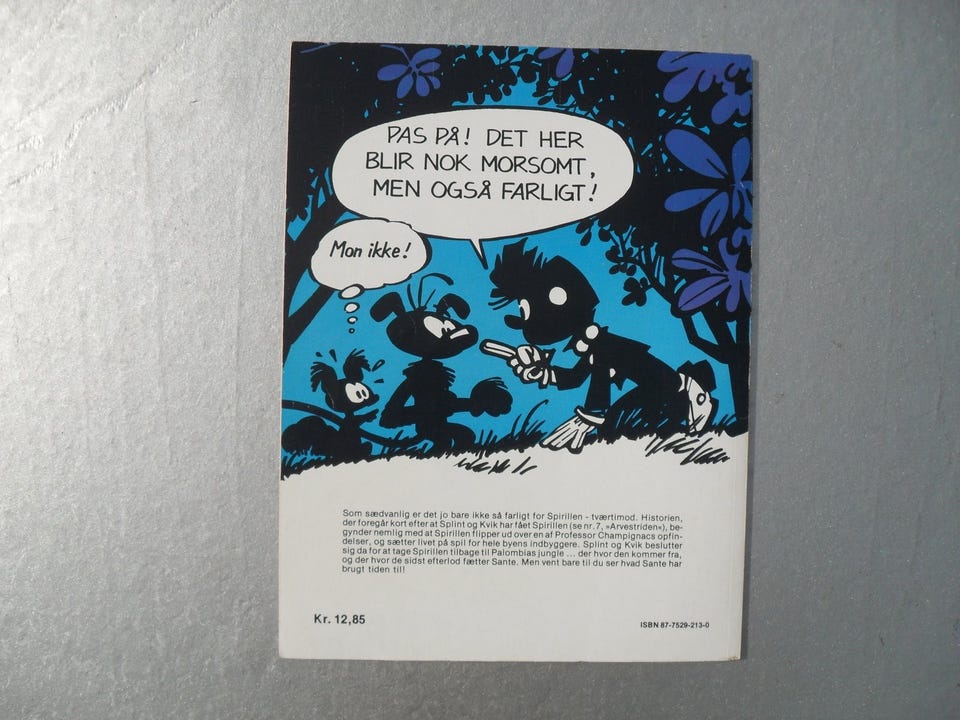 PAS PÅ! DET HER
BLIR NOK MORSOMT,
MEN OGSÅ FARLIGT!
Mon ikke!
Som sædvanlig er det jo bare ikke så farligt for Spirillen - tværtimod. Historien,
der foregår kort efter at Splint og Kvik har fået Spirillen (se nr. 7, »Arvestriden«), be-
gynder nemlig med at Spirillen flipper ud over en af Professor Champignacs opfin-
delser, og sætter livet på spil for hele byens indbyggere. Splint og Kvik beslutter
sig da for at tage Spirillen tilbage til Palombias jungle ... der hvor den kommer fra,
og der hvor de sidst efterlod fætter Sante. Men vent bare til du ser hvad Sante har
brugt tiden til!
Kr. 12,85
ISBN 87-7529-213-0